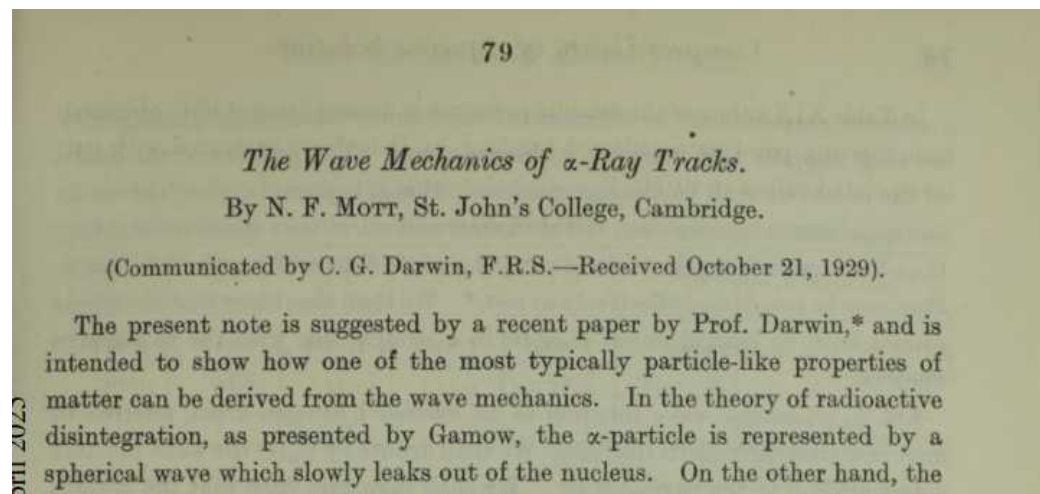 79
The Wave Mechanics of α-Ray Tracks.
By N. F. MOTT, St. John's College, Cambridge.
(Communicated by C. G. Darwin, F.R.S.—Received October 21, 1929).
The present note is suggested by a recent paper by Prof. Darwin,* and is
intended to show how one of the most typically particle-like properties of
matter can be derived from the wave mechanics. In the theory of radioactive
disintegration, as presented by Gamow, the α-particle is represented by a
spherical wave which slowly leaks out of the nucleus. On the other hand, the